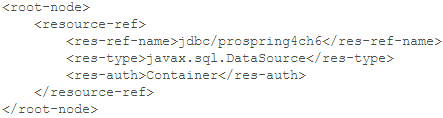 <root-node>
    <resource-ref>
        <res-ref-name>jdbc/prospring4ch6</res-ref-name>
        <res-type>javax.sql.DataSource</res-type>
        <res-auth>Container</res-auth>
    </resource-ref>
</root-node>